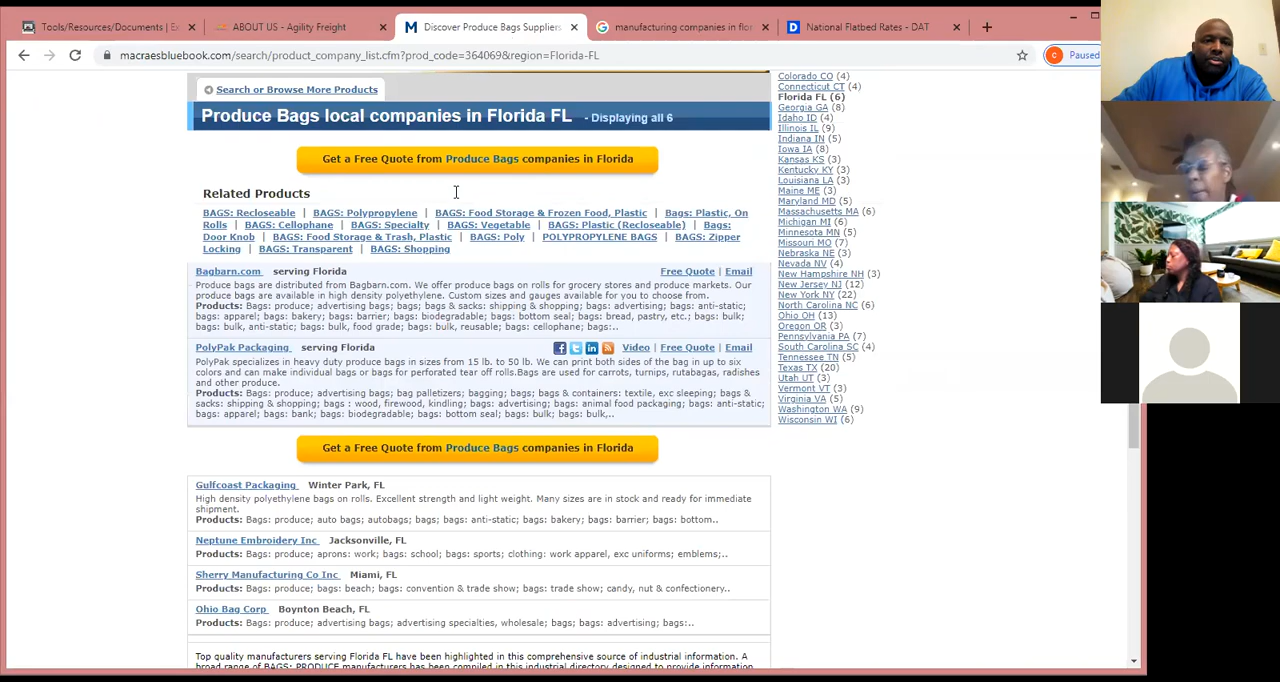 Tools/Resources/Documents | E
ABOUT US - Agility Freight
Discover Produce Bags Suppliers
manufacturing companies in flor
National Flatbed Rates - DAT
macraesbluebook.com/search/product_company_list.cfm?prod_code=364069&region=Florida-FL
Paused
Search or Browse More Products
Produce Bags local companies in Florida FL - Displaying all 6
Get a Free Quote from Produce Bags companies in Florida
Related Products
BAGS: Recloseable | BAGS: Polypropylene | BAGS: Food Storage & Frozen Food, Plastic | Bags: Plastic, On
Rolls | BAGS: Cellophane | BAGS: Specialty | BAGS: Vegetable | BAGS: Plastic (Recloseable) | Bags:
Door Knob | BAGS: Food Storage & Trash, Plastic | BAGS: Poly | POLYPROPYLENE BAGS | BAGS: Zipper
Locking | BAGS: Transparent | BAGS: Shopping
Bagbarn.com serving Florida Free Quote | Email
Produce bags are distributed from Bagbarn.com. We offer produce bags on rolls for grocery stores and produce markets. Our
produce bags are available in high density polyethylene. Custom sizes and gauges available for you to choose from.
Products: Bags: produce; advertising bags; bags; bags & sacks: shipping & shopping; bags: advertising; bags: anti-static;
bags: apparel; bags: bakery; bags: barrier; bags: biodegradable; bags: bottom seal; bags: bread, pastry, etc.; bags: bulk;
bags: bulk, anti-static; bags: bulk, food grade; bags: bulk, reusable; bags: cellophane; bags:..
PolyPak Packaging serving Florida Video | Free Quote | Email
PolyPak specializes in heavy duty produce bags in sizes from 15 lb. to 50 lb. We can print both sides of the bag in up to six
colors and can make individual bags or bags for perforated tear off rolls.Bags are used for carrots, turnips, rutabagas, radishes
and other produce.
Products: Bags: produce; advertising bags; bag palletizers; bagging; bags; bags & containers: textile, exc sleeping; bags &
sacks: shipping & shopping; bags : wood, firewood, kindling; bags: advertising; bags: animal food packaging; bags: anti-static;
bags: apparel; bags: bank; bags: biodegradable; bags: bottom seal; bags: bulk; bags: bulk,..
Get a Free Quote from Produce Bags companies in Florida
Gulfcoast Packaging Winter Park, FL
High density polyethylene bags on rolls. Excellent strength and light weight. Many sizes are in stock and ready for immediate
shipment.
Products: Bags: produce; auto bags; autobags; bags; bags: anti-static; bags: bakery; bags: barrier; bags: bottom..
Neptune Embroidery Inc Jacksonville, FL
Products: Bags: produce; aprons: work; bags: school; bags: sports; clothing: work apparel, exc uniforms; emblems;..
Sherry Manufacturing Co Inc Miami, FL
Products: Bags: produce; bags: beach; bags: convention & trade show; bags: trade show; candy, nut & confectionery..
Ohio Bag Corp Boynton Beach, FL
Products: Bags: produce; advertising bags; advertising specialties, wholesale; bags; bags: advertising; bags:..
Top quality manufacturers serving Florida FL have been highlighted in this comprehensive source of industrial information. A
broad range of BAGS: PRODUCE manufacturers has been compiled in this industrial directory designed to provide information
Colorado CO (4)
Connecticut CT (4)
Florida FL (6)
Georgia GA (8)
Idaho ID (4)
Illinois IL (9)
Indiana IN (5)
Iowa IA (8)
Kansas KS (3)
Kentucky KY (3)
Louisiana LA (3)
Maine ME (3)
Maryland MD (5)
Massachusetts MA (6)
Michigan MI (6)
Minnesota MN (5)
Missouri MO (7)
Nebraska NE (3)
Nevada NV (4)
New Hampshire NH (3)
New Jersey NJ (12)
New York NY (22)
North Carolina NC (6)
Ohio OH (13)
Oregon OR (3)
Pennsylvania PA (7)
South Carolina SC (4)
Tennessee TN (5)
Texas TX (20)
Utah UT (3)
Vermont VT (3)
Virginia VA (5)
Washington WA (9)
Wisconsin WI (6)